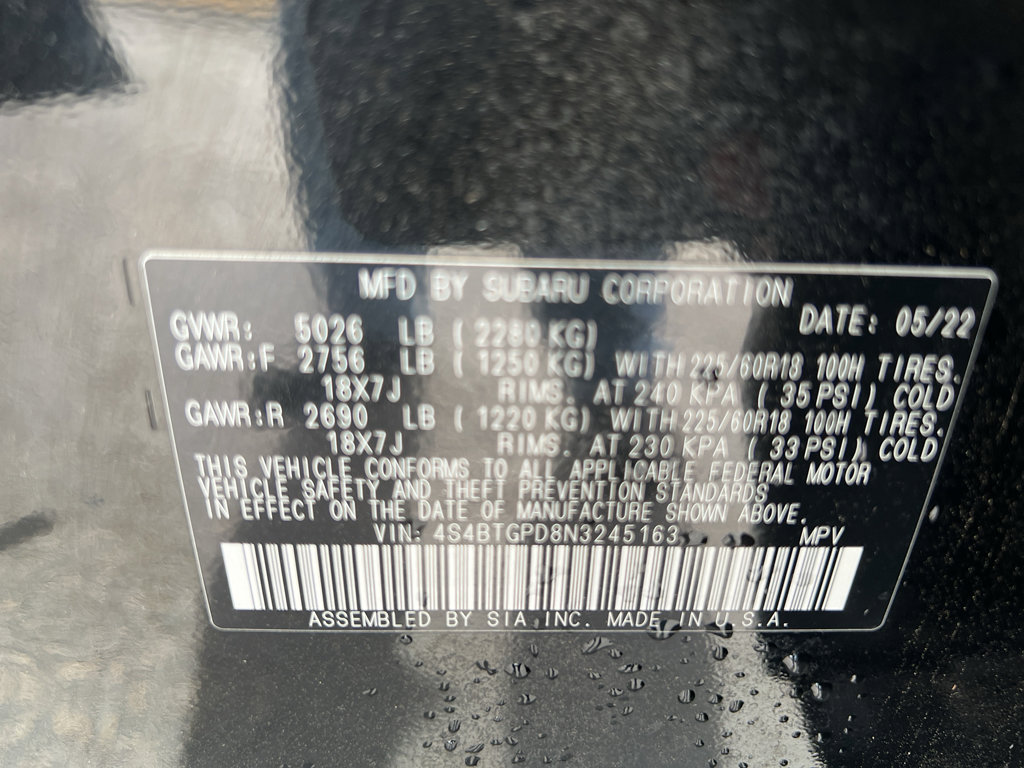 MFD BY SUBARU CORPORATION
DATE: 05/22
GVWR: 5026 LB (2280 KG)
GAWR:F 2756 LB (1250 KG) WITH 225/60R18 100H TIRES.
18X7J RIMS. AT 240 KPA (35 PSI) COLD
GAWR:R 2690 LB (1220 KG) WITH 225/60R18 100H TIRES.
18X7J RIMS. AT 230 KPA (33 PSI) COLD
THIS VEHICLE CONFORMS TO ALL APPLICABLE FEDERAL MOTOR
VEHICLE SAFETY AND THEFT PREVENTION STANDARDS
IN EFFECT ON THE DATE OF MANUFACTURE SHOWN ABOVE.
VIN: 4S4BTGPD8N3245163 MPV
ASSEMBLED BY SIA INC. MADE IN U.S.A.